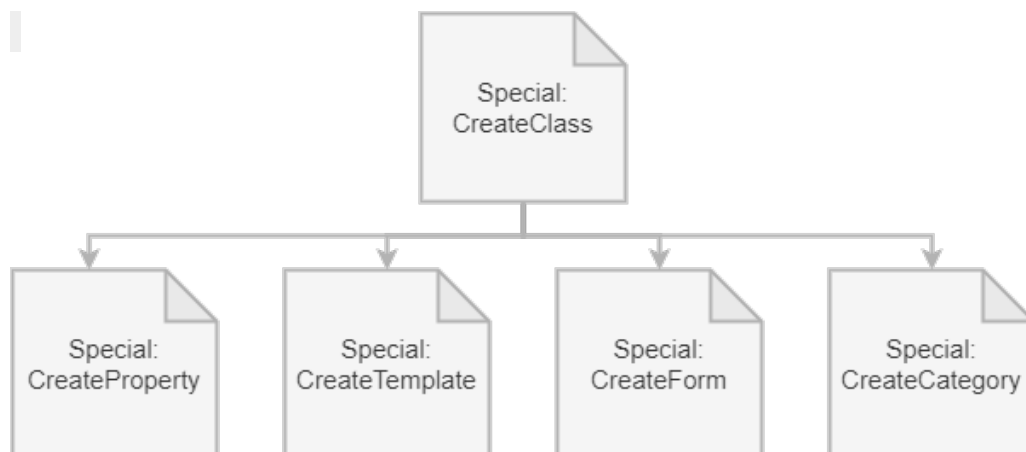 Special:
CreateClass
Special:
CreateProperty
Special:
CreateTemplate
Special:
CreateForm
Special:
CreateCategory